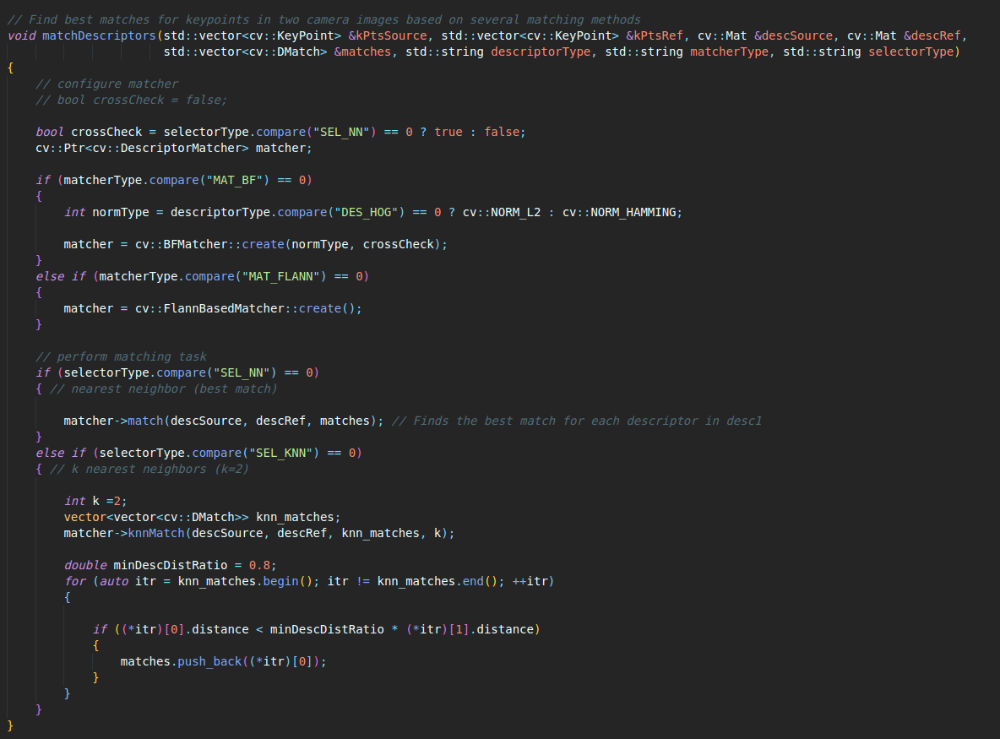 // Find best matches for keypoints in two camera images based on several matching methods
void matchDescriptors(std::vector<cv::KeyPoint> &kPtsSource, std::vector<cv::KeyPoint> &kPtsRef, cv::Mat &descSource, cv::Mat &descRef,
                      std::vector<cv::DMatch> &matches, std::string descriptorType, std::string matcherType, std::string selectorType)
{
    // configure matcher
    // bool crossCheck = false;

    bool crossCheck = selectorType.compare("SEL_NN") == 0 ? true : false;
    cv::Ptr<cv::DescriptorMatcher> matcher;

    if (matcherType.compare("MAT_BF") == 0)
    {
        int normType = descriptorType.compare("DES_HOG") == 0 ? cv::NORM_L2 : cv::NORM_HAMMING;

        matcher = cv::BFMatcher::create(normType, crossCheck);
    }
    else if (matcherType.compare("MAT_FLANN") == 0)
    {
        matcher = cv::FlannBasedMatcher::create();
    }

    // perform matching task
    if (selectorType.compare("SEL_NN") == 0)
    { // nearest neighbor (best match)

        matcher->match(descSource, descRef, matches); // Finds the best match for each descriptor in desc1
    }
    else if (selectorType.compare("SEL_KNN") == 0)
    { // k nearest neighbors (k=2)

        int k =2;
        vector<vector<cv::DMatch>> knn_matches;
        matcher->knnMatch(descSource, descRef, knn_matches, k);

        double minDescDistRatio = 0.8;
        for (auto itr = knn_matches.begin(); itr != knn_matches.end(); ++itr)
        {

            if ((*itr)[0].distance < minDescDistRatio * (*itr)[1].distance)
            {
                matches.push_back((*itr)[0]);
            }
        }
    }
}